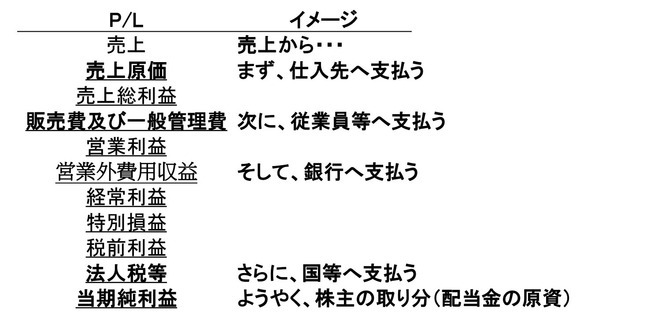 P/L イメージ
売上 売上から・・・
売上原価 まず、仕入先へ支払う
売上総利益
販売費及び一般管理費 次に、従業員等へ支払う
営業利益
営業外費用収益 そして、銀行へ支払う
経常利益
特別損益
税前利益
法人税等 さらに、国等へ支払う
当期純利益 ようやく、株主の取り分（配当金の原資）